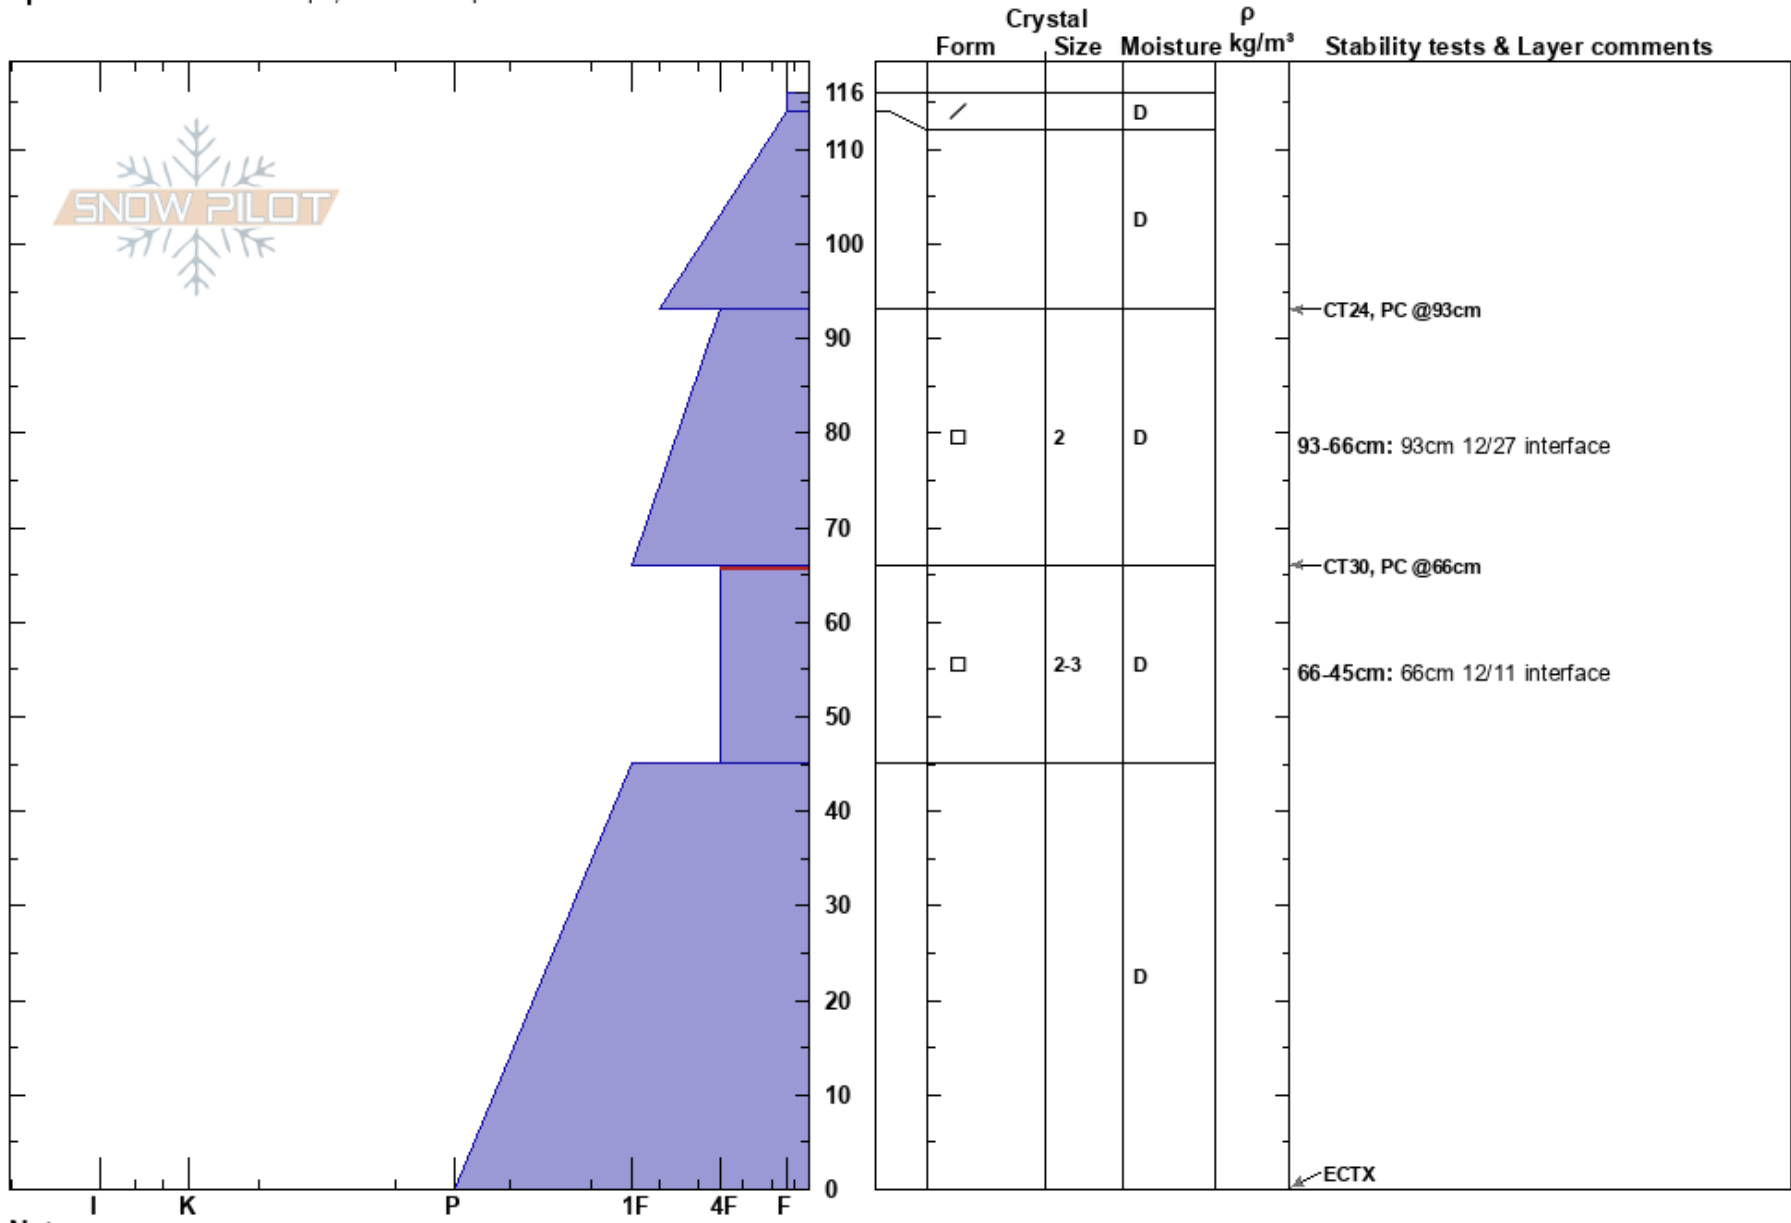 Crystal
ρ
Form Size Moisture kg/m³ Stability tests & Layer comments
SNOW PILOT
116
D
110
D
100
CT24, PC @93cm
90
80
2 D
93-66cm: 93cm 12/27 interface
70
CT30, PC @66cm
60
2-3 D
66-45cm: 66cm 12/11 interface
50
40
30
20
D
10
ECTX
0
I K P 1F 4F F